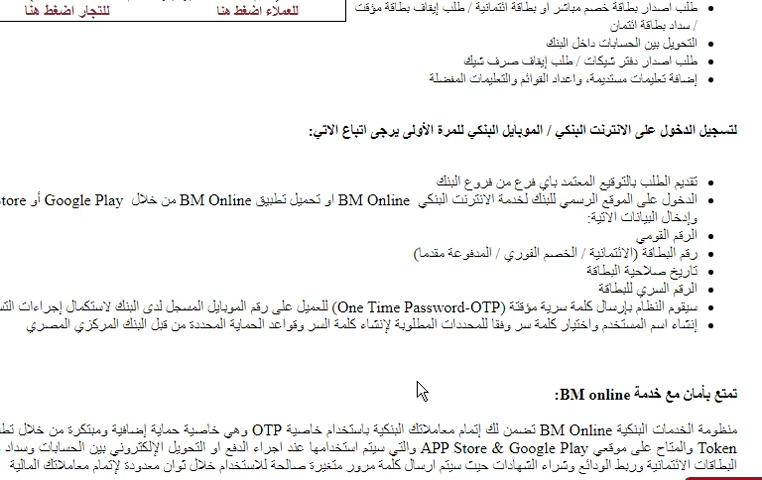 طلب اصدار بطاقة خصم مباشر او بطاقة ائتمانية / طلب إيقاف بطاقة مؤقت
/ سداد بطاقة ائتمان
للعملاء اضغط هنا
للتجار اضغط هنا
التحويل بين الحسابات داخل البنك
طلب اصدار دفتر شيكات / طلب إيقاف صرف شيك
إضافة تعليمات مستديمة، واعداد القوائم والتعليمات المفضلة
لتسجيل الدخول على الانترنت البنكي / الموبايل البنكي للمرة الأولى يرجى اتباع الاتي:
تقديم الطلب بالتوقيع المعتمد باي فرع من فروع البنك
الدخول على الموقع الرسمي للبنك لخدمة الانترنت البنكي BM Online او تحميل تطبيق BM Online من خلال Google Play أو
وإدخال البيانات الاتية:
الرقم القومي
رقم البطاقة (الائتمانية / الخصم الفوري / المدفوعة مقدما)
تاريخ صلاحية البطاقة
الرقم السري للبطاقة
سيقوم النظام بإرسال كلمة سرية مؤقتة (One Time Password-OTP) للعميل على رقم الموبايل المسجل لدى البنك لاستكمال إجراءات
إنشاء اسم المستخدم واختيار كلمة سر وفقا للمحددات المطلوبة لإنشاء كلمة السر وقواعد الحماية المحددة من قبل البنك المركزي المصري
تمتع بأمان مع خدمة BM online:
منظومة الخدمات البنكية BM Online تضمن لك إتمام معاملاتك البنكية باستخدام خاصية OTP وهي خاصية حماية إضافية ومبتكرة من خلال
Token والمتاح على موقعي APP Store & Google Play والتي سيتم استخدامها عند اجراء الدفع او التحويل الإلكتروني بين الحسابات وسداد
البطاقات الائتمانية وربط الودائع وشراء الشهادات حيث سيتم ارسال كلمة مرور متغيرة صالحة للاستخدام خلال ثوان معدودة لإتمام معاملاتك المالية